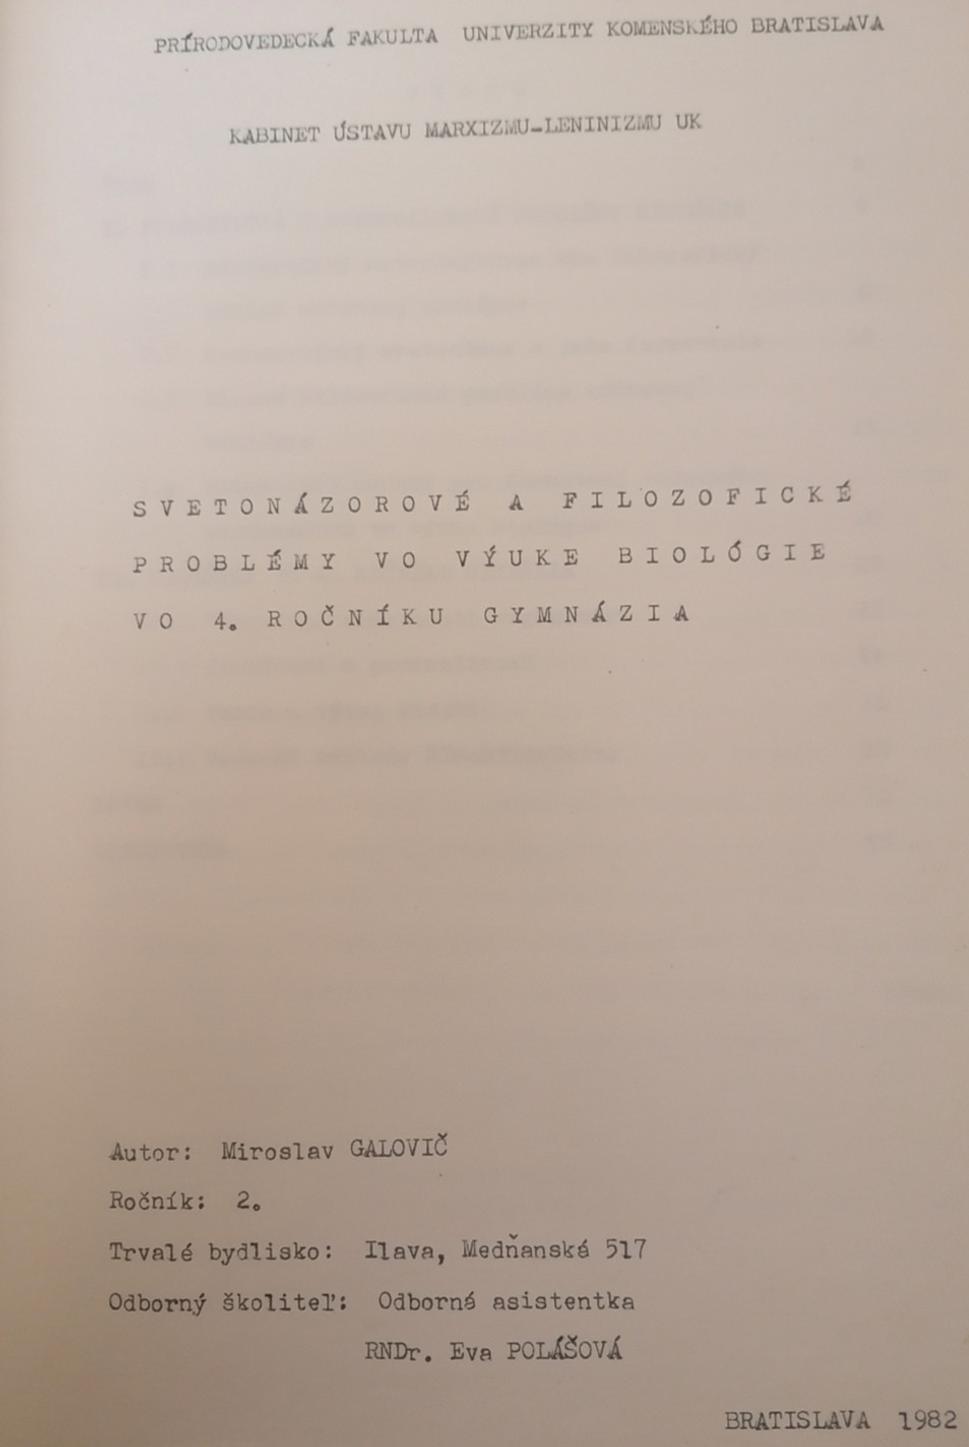 PRÍRODOVEDECKÁ FAKULTA UNIVERZITY KOMENSKÉHO BRATISLAVA
KABINET ÚSTAVU MARXIZMU-LENINIZMU UK
SVETONÁZOROVÉ A FILOZOFICKÉ
PROBLÉMY VO VÝUKE BIOLÓGIE
VO 4. ROČNÍKU GYMNÁZIA
Autor: Miroslav GALOVIČ
Ročník: 2.
Trvalé bydlisko: Ilava, Medňanská 517
Odborný školiteľ: Odborná asistentka
RNDr. Eva POLÁŠOVÁ
BRATISLAVA 1982